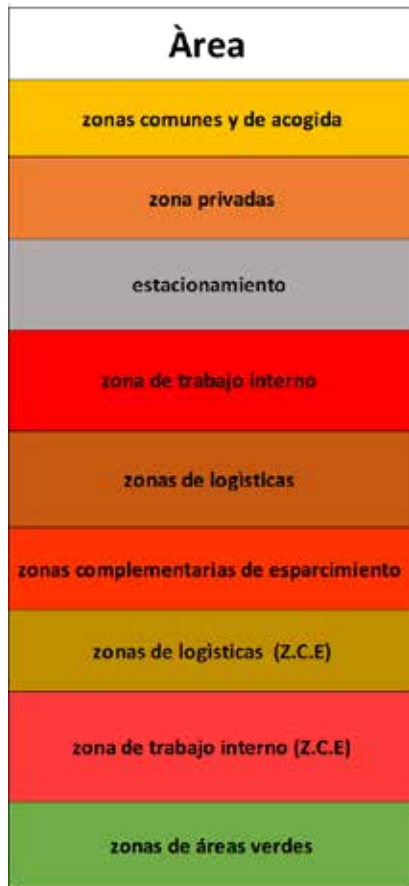 Àrea
zonas comunes y de acogida
zona privadas
estacionamiento
zona de trabajo interno
zonas de logìsticas
zonas complementarias de esparcimiento
zonas de logìsticas (Z.C.E)
zona de trabajo interno (Z.C.E)
zonas de áreas verdes